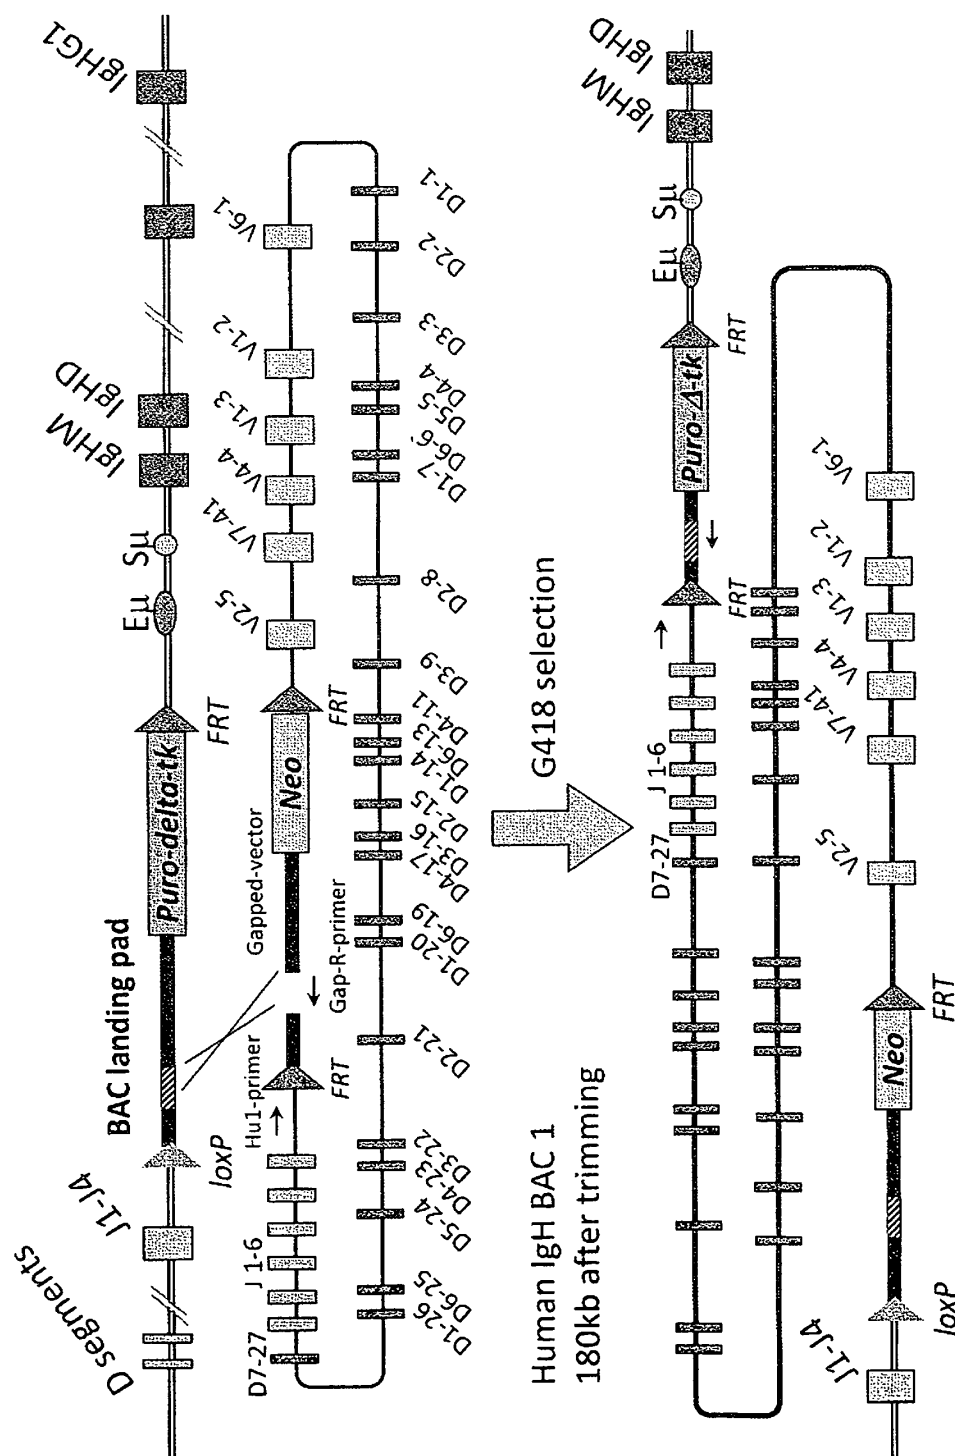 IgHG1
IgHD
IgHM
Sµ
Eµ
FRT
Puro-delta-tk
BAC landing pad
loxP
J1-J4
D segments
V6-1
V1-2
V1-3
V4-4
V7-41
V2-5
FRT
Neo
Gapped-vector
Gap-R-primer
Hu1-primer
FRT
J 1-6
D7-27
D1-1
D2-2
D3-3
D4-4
D5-5
D6-6
D1-7
D2-8
D3-9
D4-11
D6-13
D1-14
D2-15
D3-16
D4-17
D6-19
D1-20
D2-21
D3-22
D4-23
D5-24
D6-25
D1-26
G418 selection
Human IgH BAC 1
180kb after trimming
IgHD
IgHM
Sµ
Eµ
FRT
Puro-Δ-tk
FRT
J 1-6
D7-27
V6-1
V1-2
V1-3
V4-4
V7-41
V2-5
FRT
Neo
loxP
J1-J4